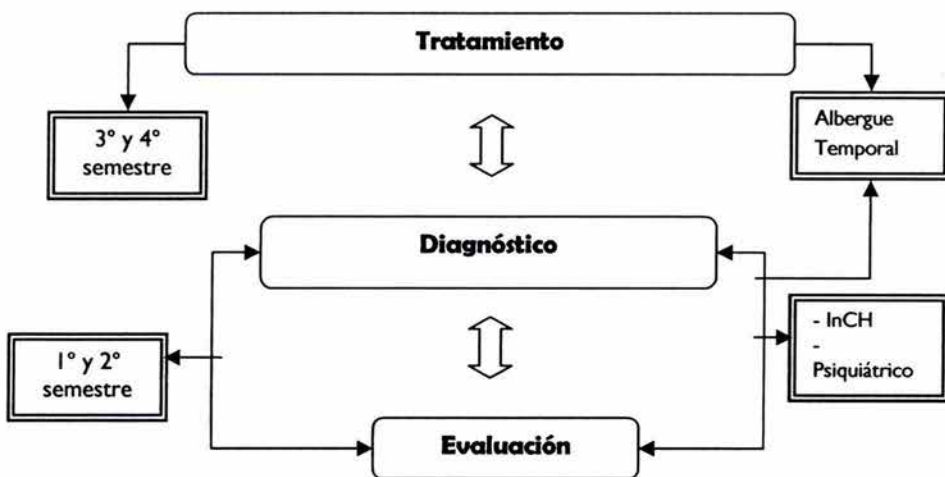 Tratamiento
3° y 4°
semestre
Albergue
Temporal
Diagnóstico
1° y 2°
semestre
- InCH
-
Psiquiátrico
Evaluación